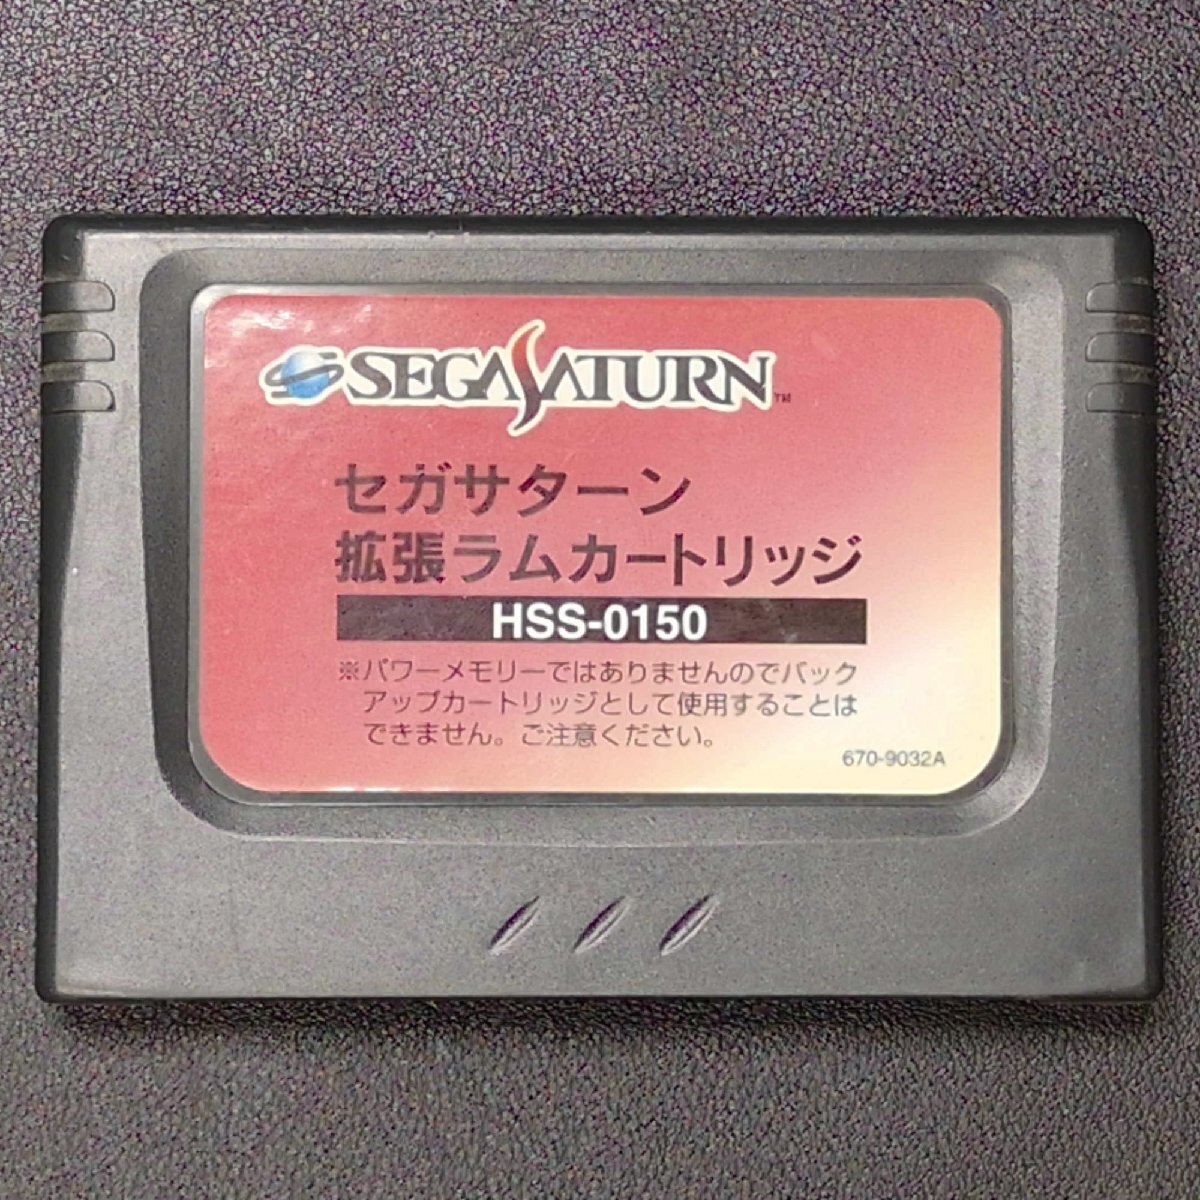 SEGASATURN™
セガサターン
拡張ラムカートリッジ
HSS-0150
※パワーメモリーではありませんのでバック
アップカートリッジとして使用することは
できません。ご注意ください。
670-9032A